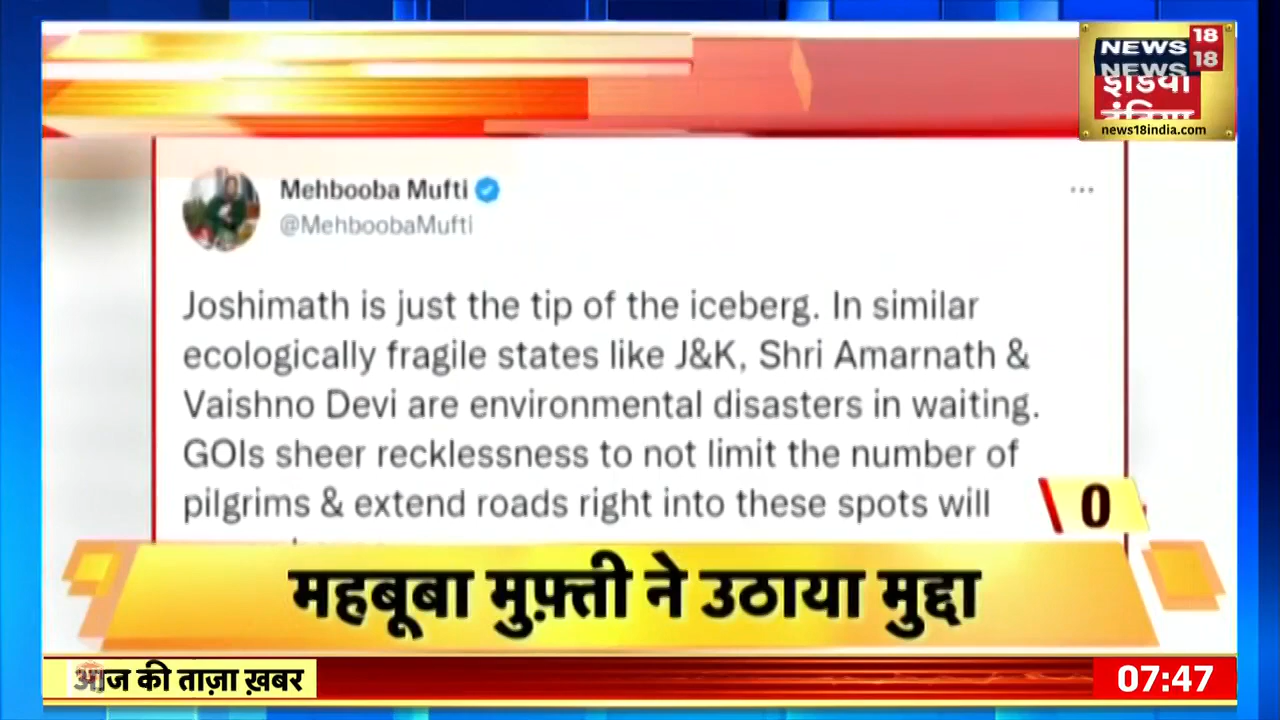 NEWS 18
NEWS 18
इंडिया
news18india.com
Mehbooba Mufti
@MehboobaMufti
Joshimath is just the tip of the iceberg. In similar
ecologically fragile states like J&K, Shri Amarnath &
Vaishno Devi are environmental disasters in waiting.
GOIs sheer recklessness to not limit the number of
pilgrims & extend roads right into these spots will
0
महबूबा मुफ़्ती ने उठाया मुद्दा
आज की ताज़ा ख़बर
07:47